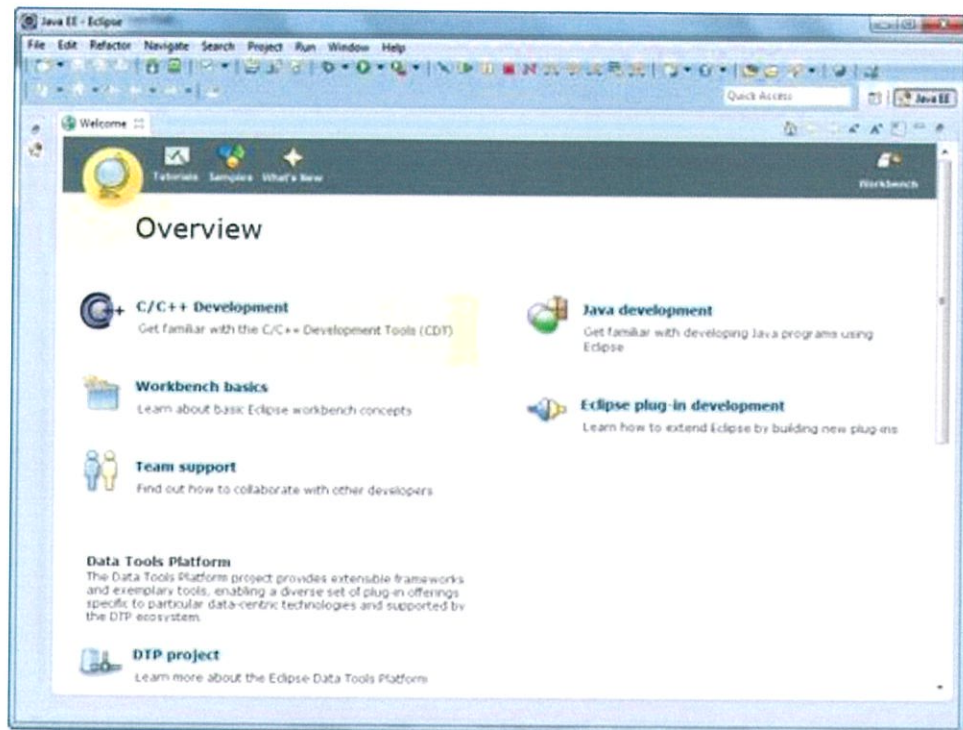 Java EE - Eclipse
File Edit Refactor Navigate Search Project Run Window Help
Quick Access
Java EE
Welcome
Tutorials Samples What's New
Workbench
Overview
C/C++ Development
Get familiar with the C/C++ Development Tools (CDT)
Java development
Get familiar with developing Java programs using
Eclipse
Workbench basics
Learn about basic Eclipse workbench concepts
Eclipse plug-in development
Learn how to extend Eclipse by building new plug-ins
Team support
Find out how to collaborate with other developers
Data Tools Platform
The Data Tools Platform project provides extensible frameworks
and exemplary tools, enabling a diverse set of plug-in offerings
specific to particular data-centric technologies and supported by
the DTP ecosystem.
DTP project
Learn more about the Eclipse Data Tools Platform